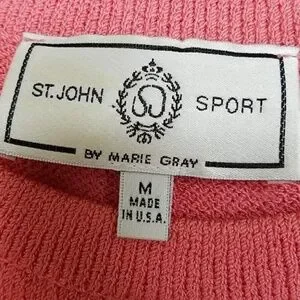 ST. JOHN SPORT
BY MARIE GRAY
M
MADE
IN U.S.A.